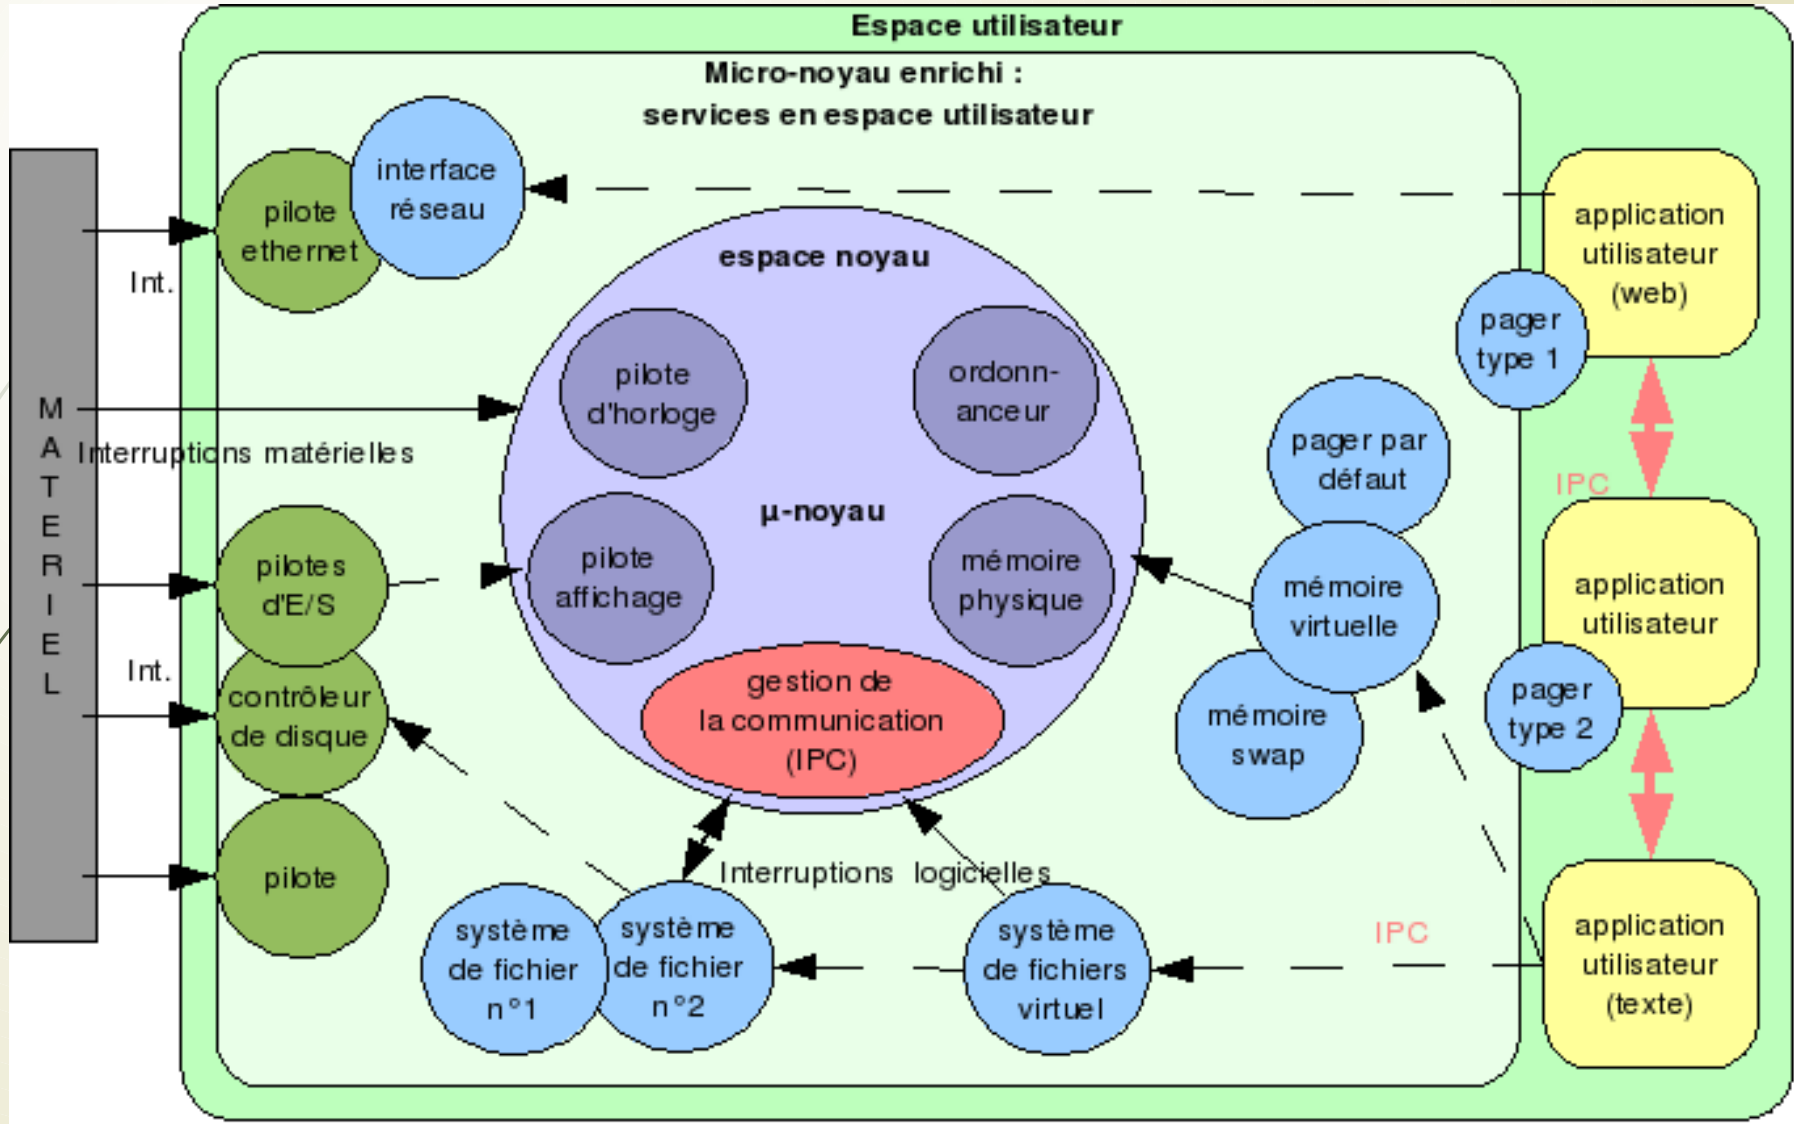 Espace utilisateur
Micro-noyau enrichi :
services en espace utilisateur
interface
réseau
pilote
ethernet
Int.
application
utilisateur
(web)
pager
type 1
espace noyau
pilote
d'horloge
ordonn-
anceur
M
A
T
E
R
I
E
L
Interruptions matérielles
pager par
défaut
IPC
µ-noyau
pilotes
d'E/S
pilote
affichage
mémoire
physique
mémoire
virtuelle
application
utilisateur
Int.
contrôleur
de disque
gestion de
la communication
(IPC)
mémoire
swap
pager
type 2
pilote
Interruptions logicielles
système
de fichier
n°1
système
de fichier
n°2
système
de fichiers
virtuel
IPC
application
utilisateur
(texte)